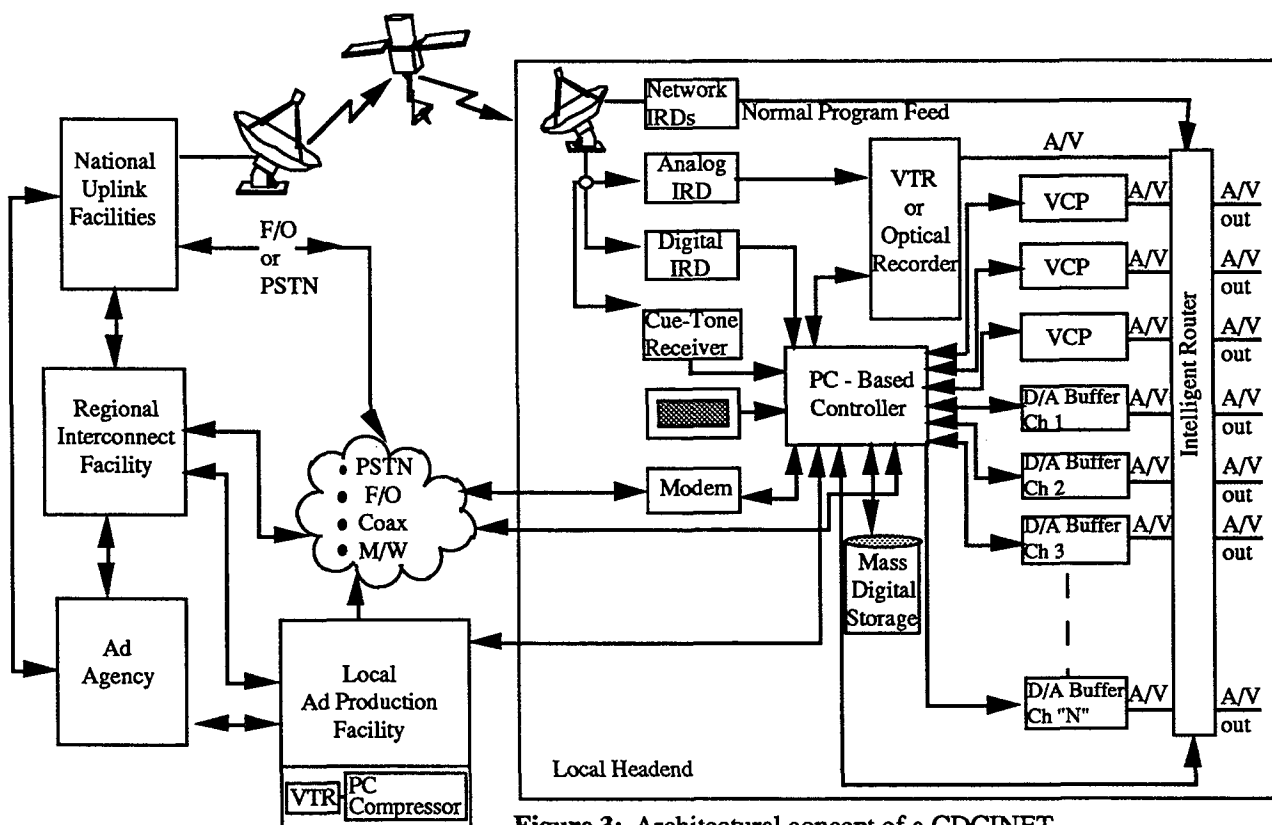 National
Uplink
Facilities
F/O
or
PSTN
Regional
Interconnect
Facility
Ad
Agency
• PSTN
• F/O
• Coax
• M/W
Local
Ad Production
Facility
VTR
PC
Compressor
Network
IRDs
Normal Program Feed
Analog
IRD
Digital
IRD
Cue-Tone
Receiver
Modem
VTR
or
Optical
Recorder
PC - Based
Controller
Mass
Digital
Storage
A/V
VCP
A/V
VCP
A/V
VCP
A/V
D/A Buffer
Ch 1
A/V
D/A Buffer
Ch 2
A/V
D/A Buffer
Ch 3
A/V
D/A Buffer
Ch "N"
A/V
Intelligent Router
A/V
out
A/V
out
A/V
out
A/V
out
A/V
out
A/V
out
A/V
out
Local Headend
Figure 3: Architectural concept of a CDCINET